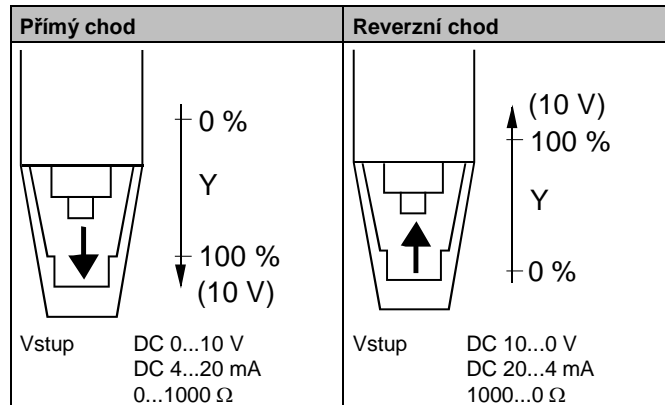 Přímý chod
Reverzní chod
0 %
Y
100 %
(10 V)
(10 V)
100 %
Y
0 %
Vstup DC 0...10 V
DC 4...20 mA
0...1000 Ω
Vstup DC 10...0 V
DC 20...4 mA
1000...0 Ω